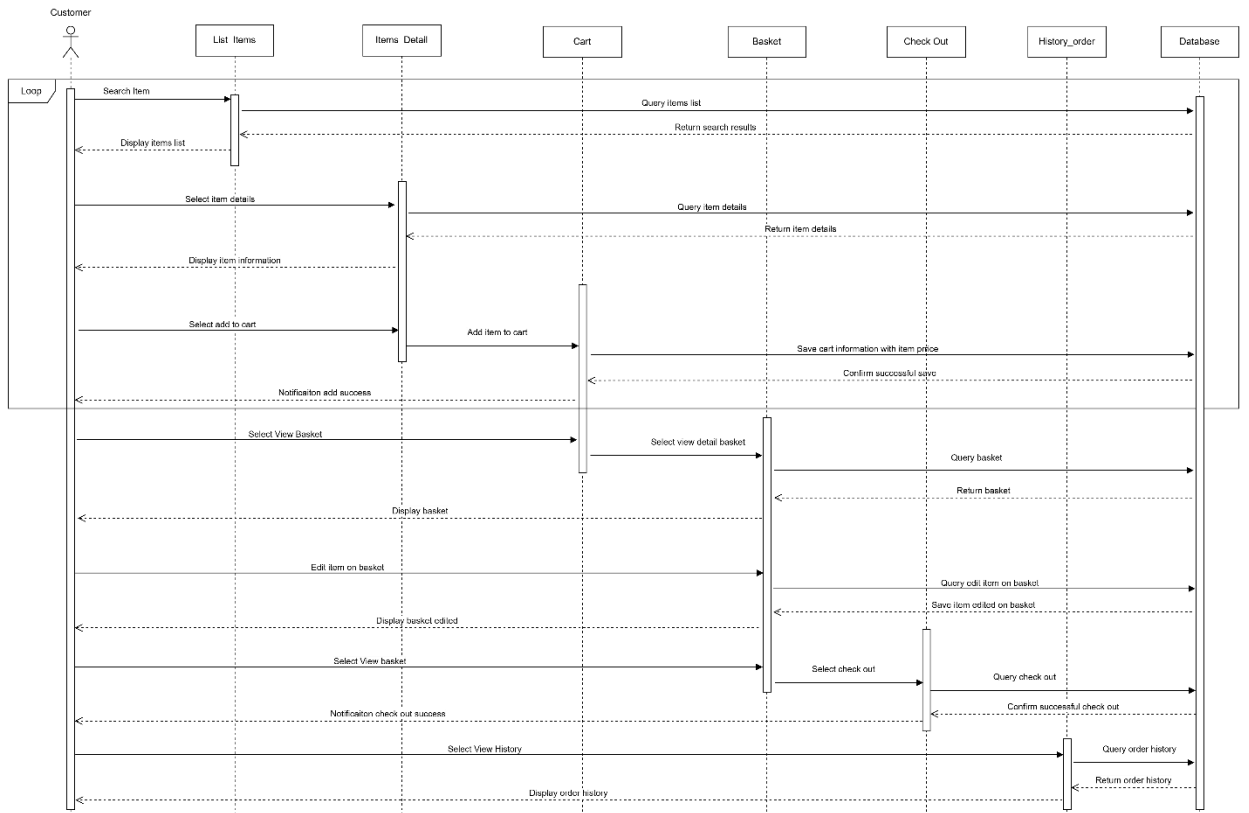 Customer
List Items
Items Detail
Cart
Basket
Check Out
History_order
Database
Loop
Search Item
Query items list
Return search results
Display items list
Select item details
Query item details
Return item details
Display item information
Select add to cart
Add item to cart
Save cart information with item price
Confirm successful save
Notificaiton add success
Select View Basket
Select view detail basket
Query basket
Return basket
Display basket
Edit item on basket
Query edit item on basket
Save item edited on basket
Display basket edited
Select View basket
Select check out
Query check out
Confirm successful check out
Notificaiton check out success
Select View History
Query order history
Return order history
Display order history